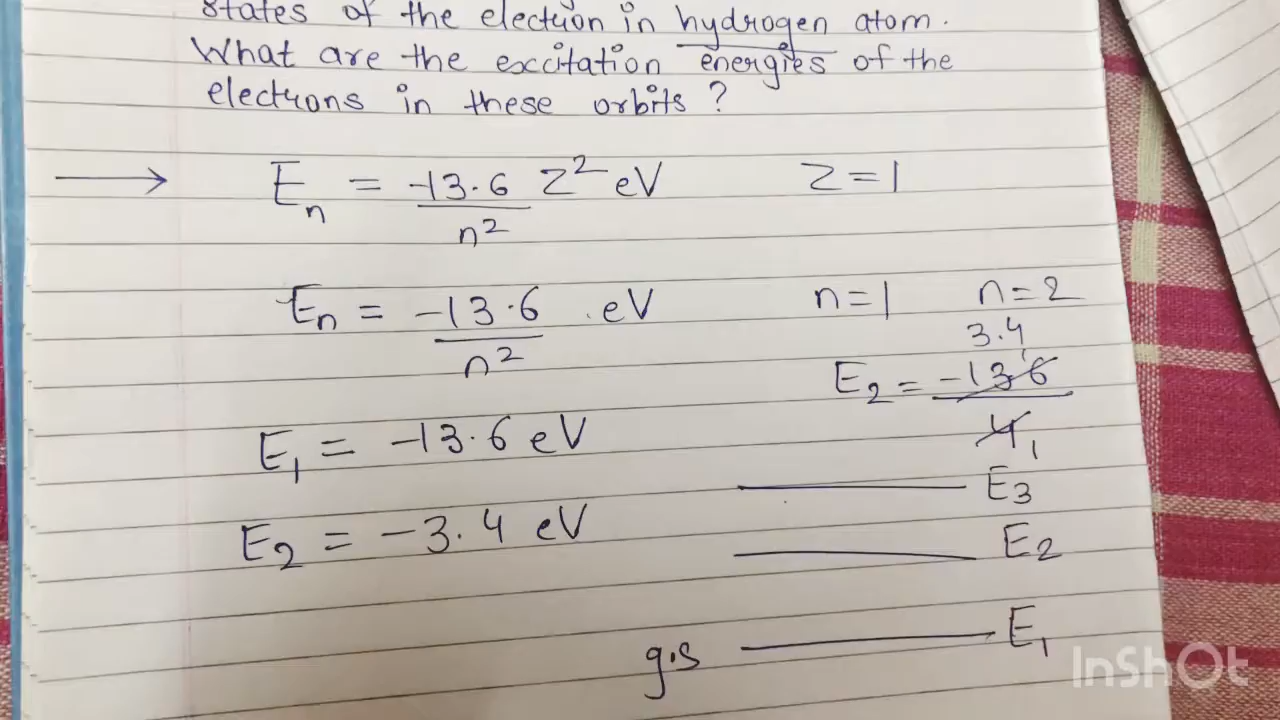 states of the electron in hydrogen atom.
What are the excitation energies of the
electrons in these orbits ?
→ En = -13.6 Z² eV Z = 1
n²
En = -13.6 eV n = 1 n = 2
n²
3.4
E2 = -13.6
4 1
E1 = -13.6 eV
E3
E2 = -3.4 eV
E2
g.s E1
InShOt